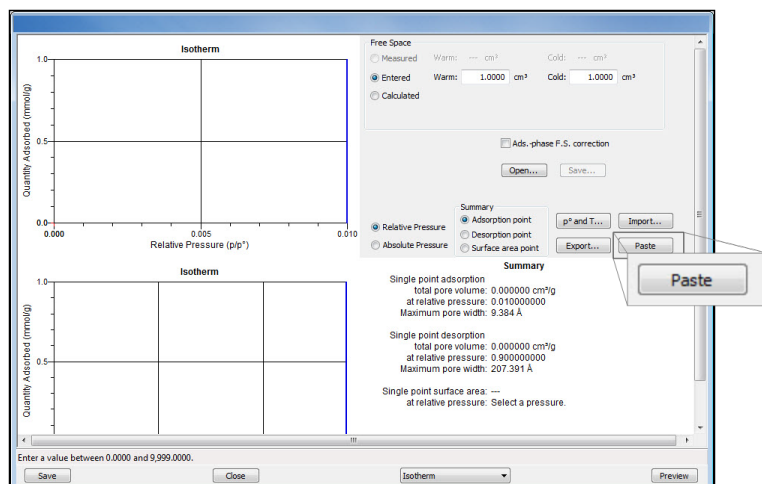 Isotherm
1.0
0.5
0.0
Quantity Adsorbed (mmol/g)
0.000 0.005 0.010
Relative Pressure (p/p°)
Free Space
Measured Warm: --- cm³ Cold: --- cm³
Entered Warm: 1.0000 cm³ Cold: 1.0000 cm³
Calculated
Ads.-phase F.S. correction
Open... Save...
Relative Pressure
Absolute Pressure
Summary
Adsorption point
Desorption point
Surface area point
p° and T... Import...
Export... Paste
Paste
Isotherm
1.0
0.5
Quantity Adsorbed (mmol/g)
Summary
Single point adsorption
total pore volume: 0.000000 cm³/g
at relative pressure: 0.010000000
Maximum pore width: 9.384 Å
Single point desorption
total pore volume: 0.000000 cm³/g
at relative pressure: 0.900000000
Maximum pore width: 207.391 Å
Single point surface area: ---
at relative pressure: Select a pressure.
Enter a value between 0.0000 and 9,999.0000.
Save Close Isotherm Preview